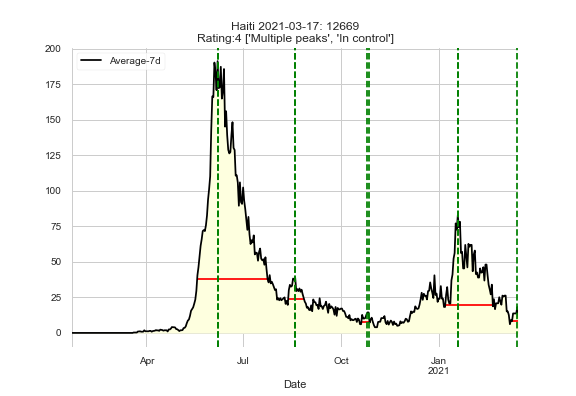 Haiti 2021-03-17: 12669
Rating:4 ['Multiple peaks', 'In control']
Average-7d
200
175
150
125
100
75
50
25
0
Apr
Jul
Oct
Jan
2021
Date